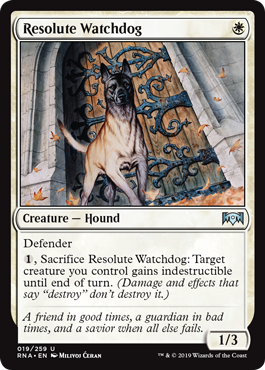 Resolute Watchdog
Creature — Hound
Defender
1, Sacrifice Resolute Watchdog: Target
creature you control gains indestructible
until end of turn. (Damage and effects that
say “destroy” don’t destroy it.)
A friend in good times, a guardian in bad
times, and a savior when all else fails.
1/3
019/259 U
RNA • EN Milivoj Ćeran
™ & © 2019 Wizards of the Coast